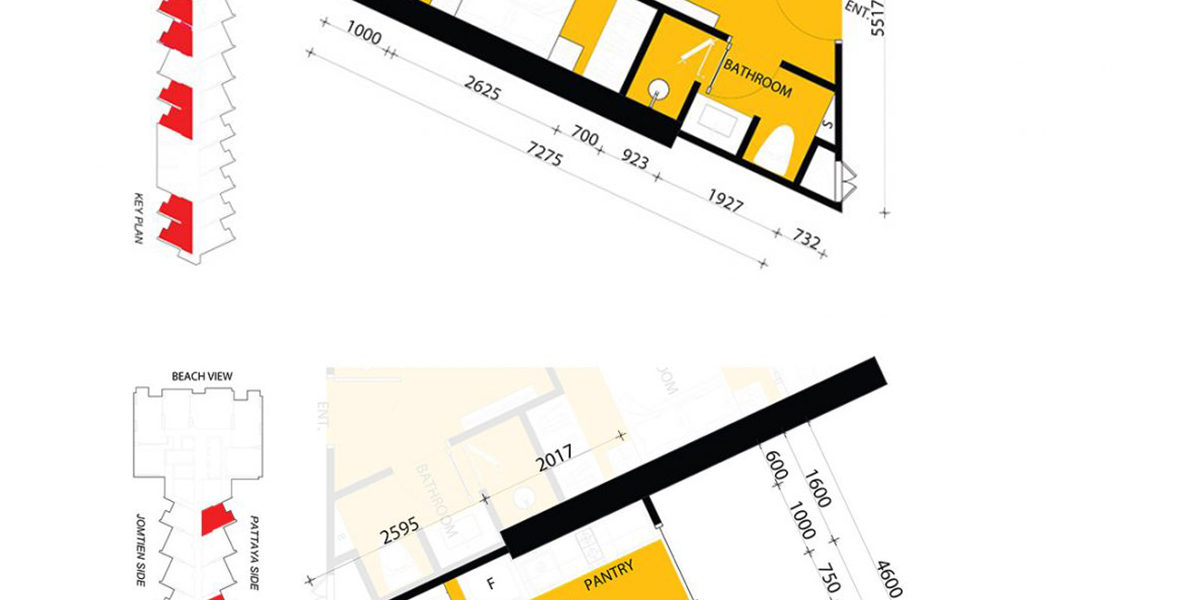 ENT.
5517
1000
BATHROOM
2625
S
700
7275
923
KEY PLAN
1927
732
BEACH VIEW
ENT.
OOM
2017
600
1600
BATHROOM
2595
1000
JOMTIEN SIDE
PATTAYA SIDE
F
PANTRY
750
4600